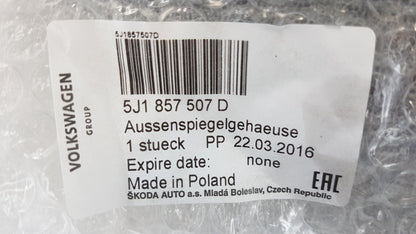 5J1857507D
VOLKSWAGEN
GROUP
5J1 857 507 D
Aussenspiegelgehaeuse
1 stueck PP 22.03.2016
Expire date: none
Made in Poland
EAC
ŠKODA AUTO a.s. Mladá Boleslav, Czech Republic